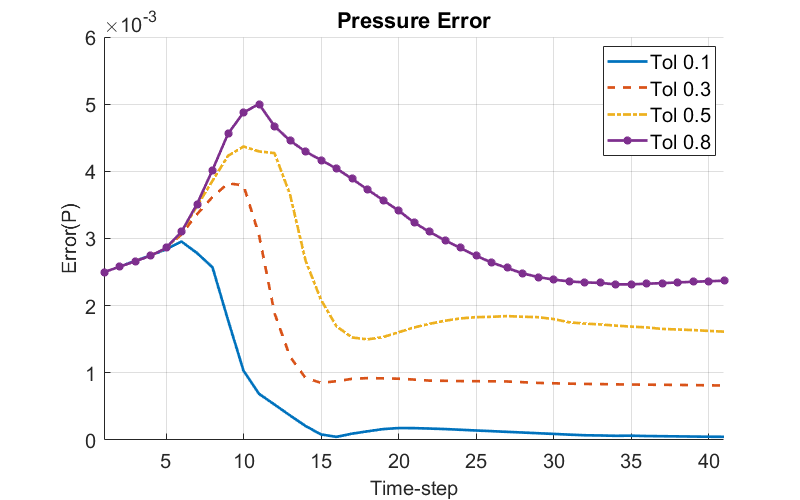 Pressure Error
×10-3
6
5
4
3
2
1
0
Error(P)
Tol 0.1
Tol 0.3
Tol 0.5
Tol 0.8
5 10 15 20 25 30 35 40
Time-step